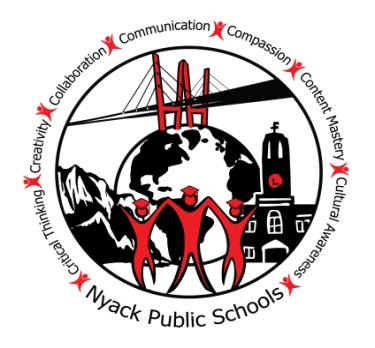 Critical Thinking Creativity Collaboration Communication Compassion Content Mastery Cultural Awareness
Nyack Public Schools